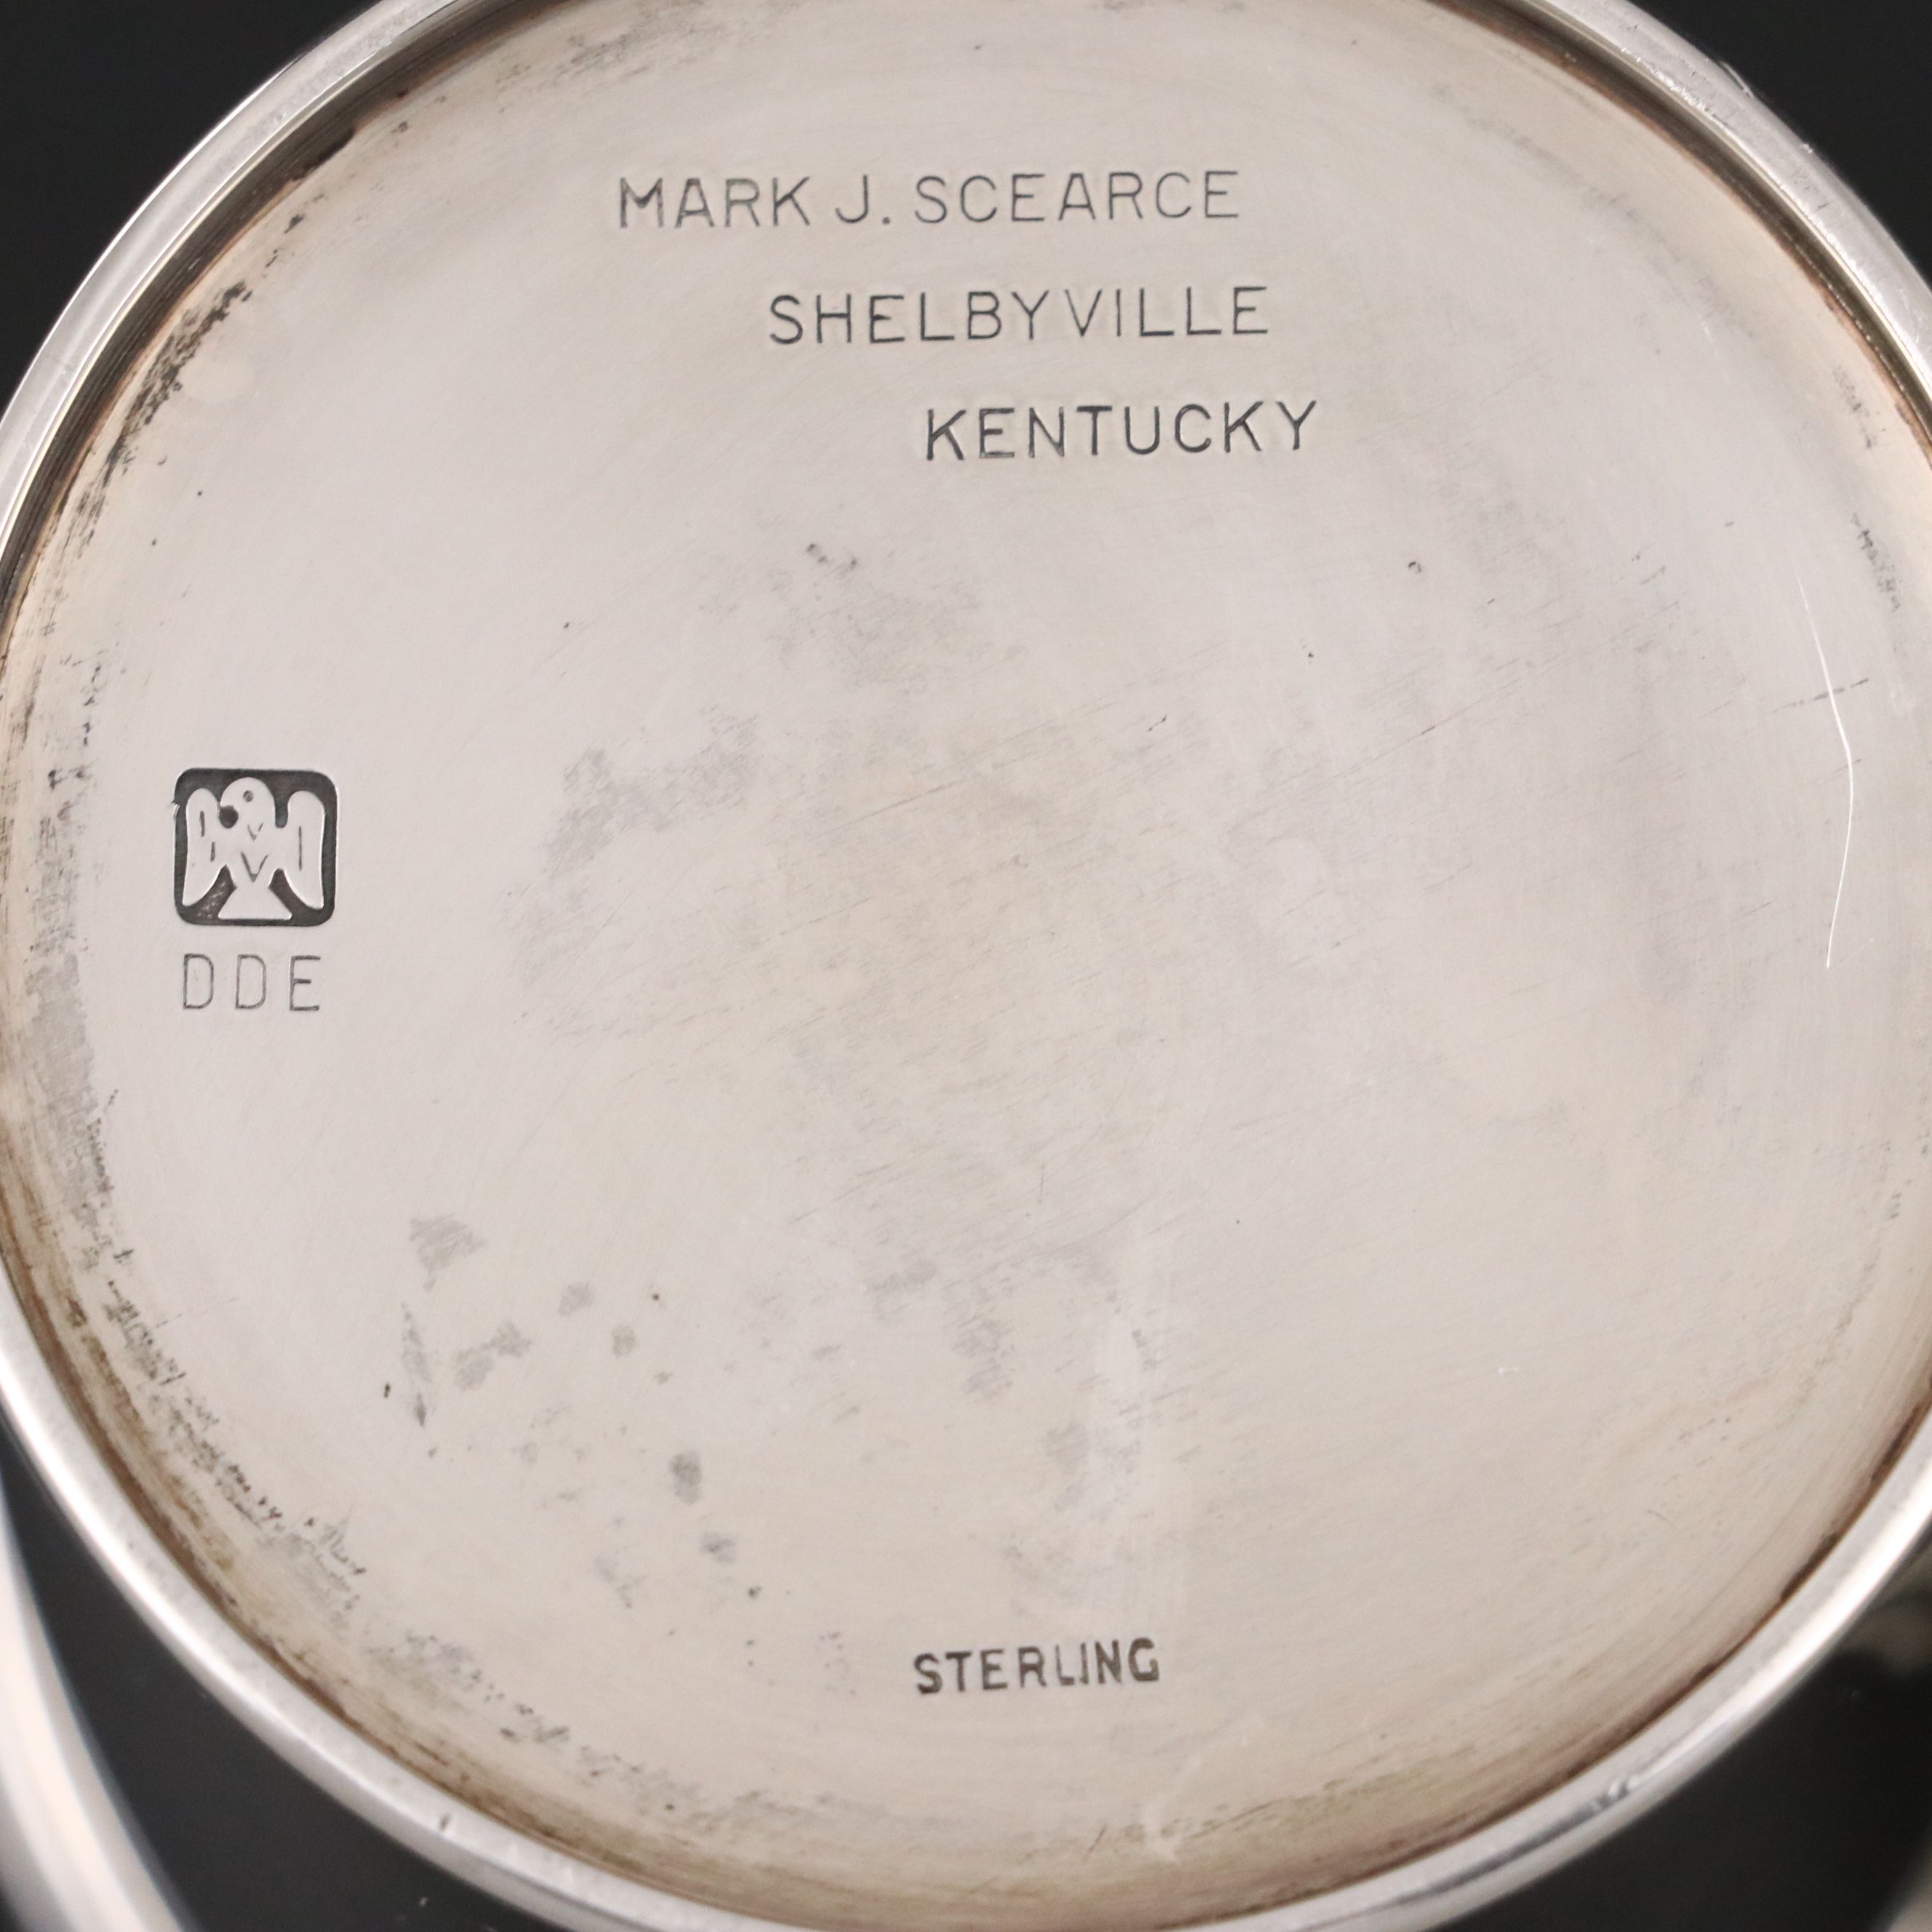 MARK J. SCEARCE
SHELBYVILLE
KENTUCKY
DDE
STERLING